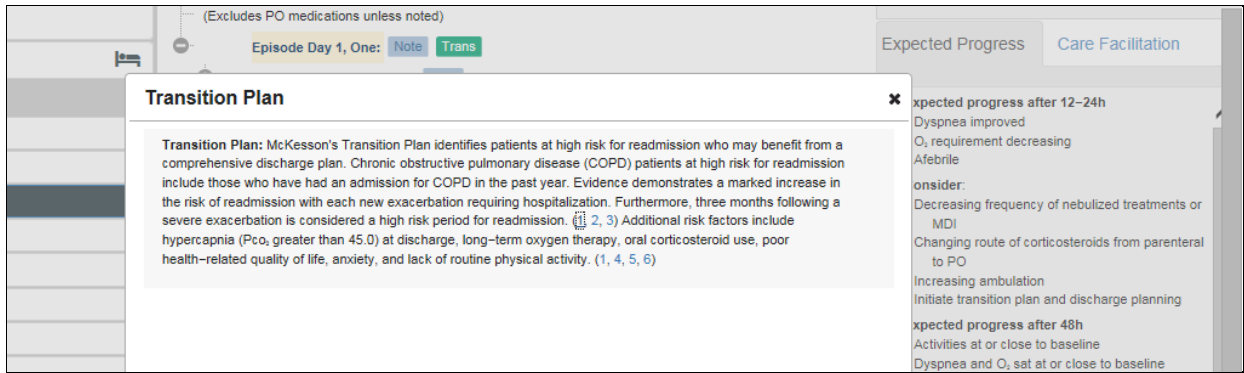 (Excludes PO medications unless noted)
Episode Day 1, One: Note Trans
Expected Progress Care Facilitation
Transition Plan
Transition Plan: McKesson's Transition Plan identifies patients at high risk for readmission who may benefit from a
comprehensive discharge plan. Chronic obstructive pulmonary disease (COPD) patients at high risk for readmission
include those who have had an admission for COPD in the past year. Evidence demonstrates a marked increase in
the risk of readmission with each new exacerbation requiring hospitalization. Furthermore, three months following a
severe exacerbation is considered a high risk period for readmission. (1, 2, 3) Additional risk factors include
hypercapnia (Pco₂ greater than 45.0) at discharge, long−term oxygen therapy, oral corticosteroid use, poor
health−related quality of life, anxiety, and lack of routine physical activity. (1, 4, 5, 6)
xpected progress after 12−24h
Dyspnea improved
O₂ requirement decreasing
Afebrile
onsider:
Decreasing frequency of nebulized treatments or
MDI
Changing route of corticosteroids from parenteral
to PO
Increasing ambulation
Initiate transition plan and discharge planning
xpected progress after 48h
Activities at or close to baseline
Dyspnea and O₂ sat at or close to baseline